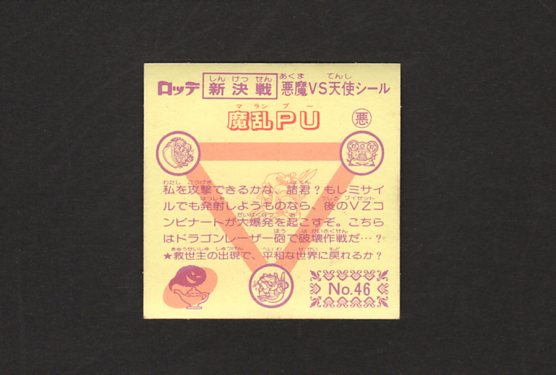 ロッテ 新決戦 悪魔VS天使シール
魔乱PU 悪
私を攻撃できるかな、諸君?もしミサイ
ルでも発射しようものなら、後のVZコ
ンビナートが大爆発を起こすぞ。こちら
はドラゴンレーザー砲で破壊作戦だ…?
★救世主の出現で、平和な世界に戻れるか?
No.46